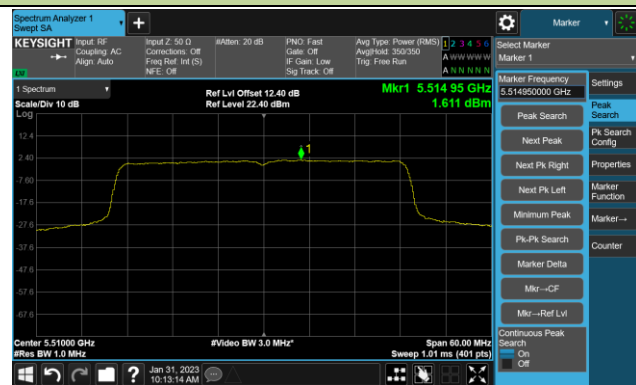 Spectrum Analyzer 1
Swept SA
+
Marker
KEYSIGHT
Input: RF
Coupling: AC
Align: Auto
Input Z: 50 Ω
Corrections: Off
Freq Ref: Int (S)
NFE: Off
#Atten: 20 dB
PNO: Fast
Gate: Off
IF Gain: Low
Sig Track: Off
Avg Type: Power (RMS)
Avg|Hold: 350/350
Trig: Free Run
1 2 3 4 5 6
A W W W W W
A N N N N N
LXI
Select Marker
Marker 1
1 Spectrum
Scale/Div 10 dB
Log
Ref Lvl Offset 12.40 dB
Ref Level 22.40 dBm
Mkr1 5.514 95 GHz
1.611 dBm
12.4
2.40
-7.60
-17.6
-27.6
-37.6
-47.6
-57.6
-67.6
1
Center 5.51000 GHz
#Res BW 1.0 MHz
#Video BW 3.0 MHz*
Span 60.00 MHz
Sweep 1.01 ms (401 pts)
Marker Frequency
5.514950000 GHz
Peak Search
Next Peak
Next Pk Right
Next Pk Left
Minimum Peak
Pk-Pk Search
Marker Delta
Mkr→CF
Mkr→Ref Lvl
Continuous Peak
Search
On
Off
Settings
Peak
Search
Pk Search
Config
Properties
Marker
Function
Marker→
Counter
?
Jan 31, 2023
10:13:14 AM